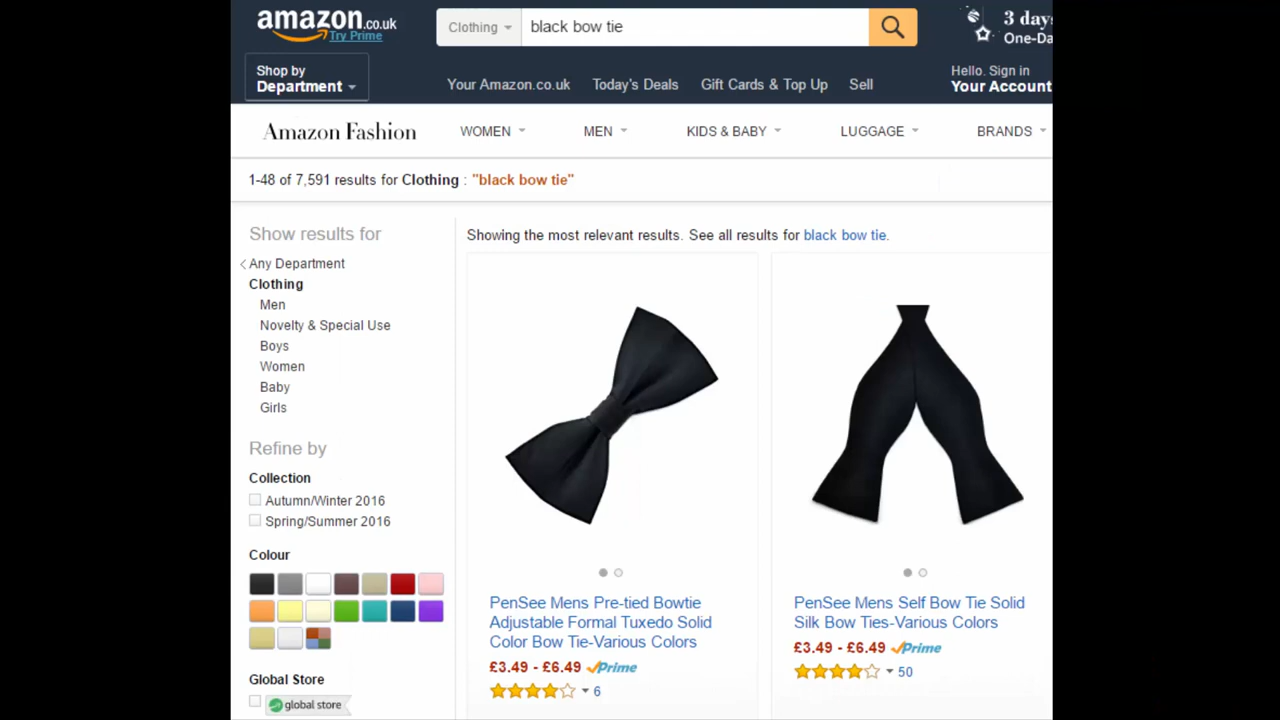 amazon.co.uk
Try Prime
Clothing
black bow tie
3 days
One-Da
Shop by
Department
Your Amazon.co.uk
Today's Deals
Gift Cards & Top Up
Sell
Hello. Sign in
Your Account
Amazon Fashion
WOMEN
MEN
KIDS & BABY
LUGGAGE
BRANDS
1-48 of 7,591 results for Clothing : "black bow tie"
Show results for
Any Department
Clothing
Men
Novelty & Special Use
Boys
Women
Baby
Girls
Refine by
Collection
Autumn/Winter 2016
Spring/Summer 2016
Colour
Global Store
global store
Showing the most relevant results. See all results for black bow tie.
PenSee Mens Pre-tied Bowtie
Adjustable Formal Tuxedo Solid
Color Bow Tie-Various Colors
£3.49 - £6.49 Prime
6
PenSee Mens Self Bow Tie Solid
Silk Bow Ties-Various Colors
£3.49 - £6.49 Prime
50